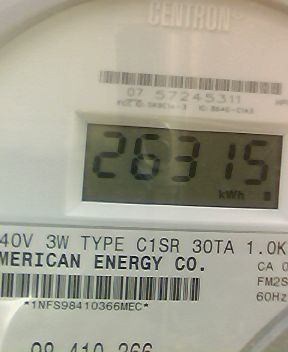 CENTRON®
07 57245311
26315
kWh
40V 3W TYPE C1SR 30TA 1.0K
MERICAN ENERGY CO.
CA 0
FM2S
60Hz
*1NFS98410366MEC*
98 410 366